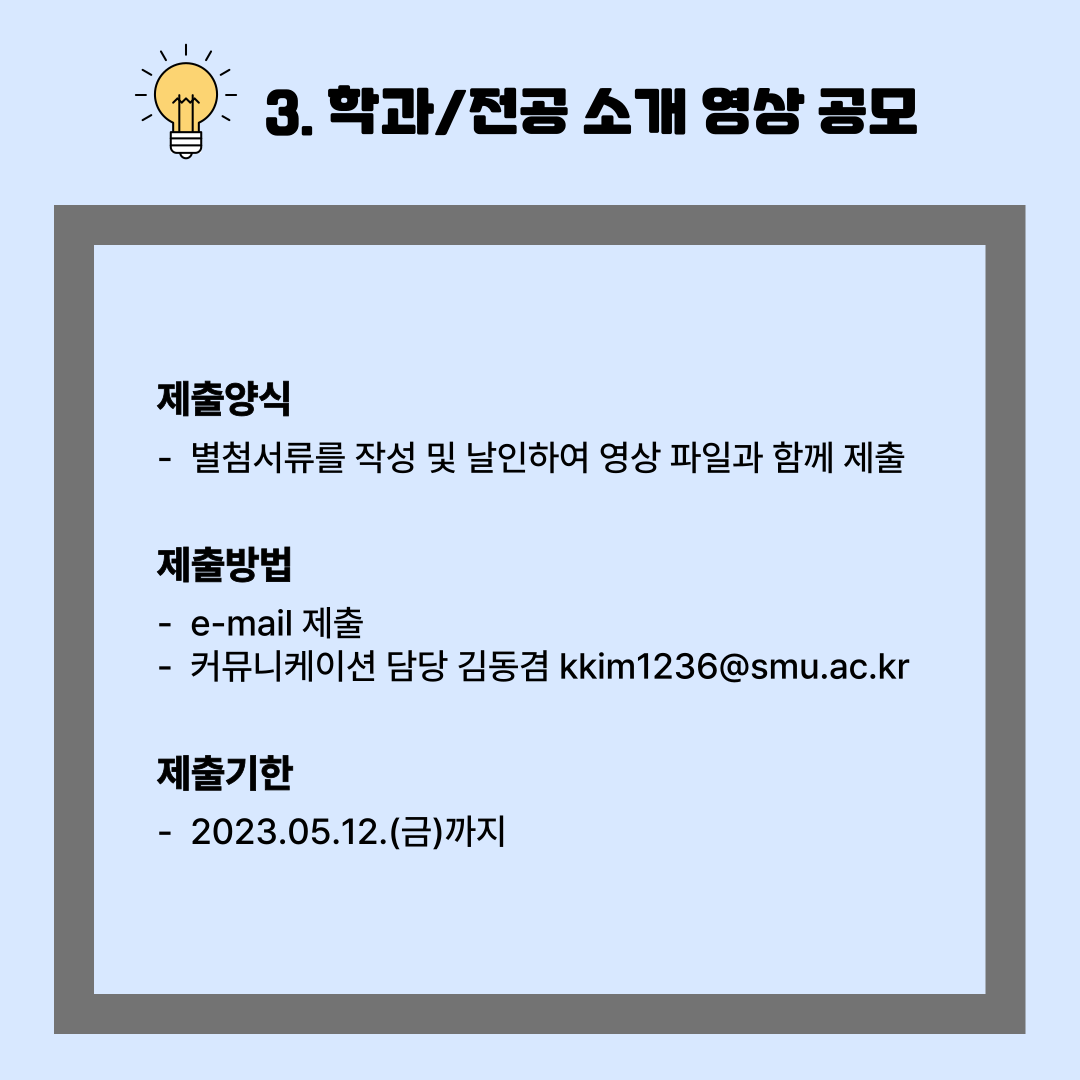 3. 학과/전공 소개 영상 공모
제출양식
- 별첨서류를 작성 및 날인하여 영상 파일과 함께 제출
제출방법
- e-mail 제출
- 커뮤니케이션 담당 김동겸 kkim1236@smu.ac.kr
제출기한
- 2023.05.12.(금)까지